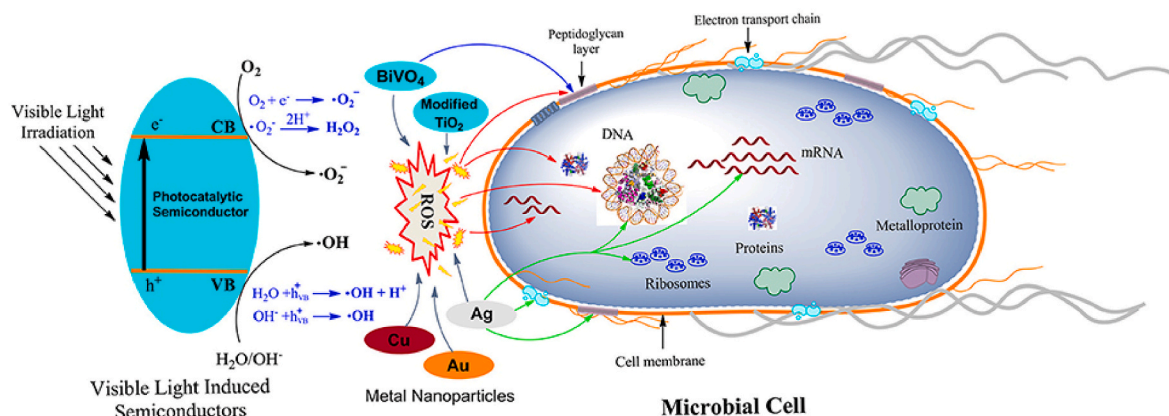 Visible Light
Irradiation
O₂
O₂ + e⁻ → ·O₂⁻
·O₂⁻ 2H⁺ → H₂O₂
e⁻
CB
·O₂⁻
Photocatalytic
Semiconductor
·OH
h⁺
VB
H₂O + h⁺VB → ·OH + H⁺
OH⁻ + h⁺VB → ·OH
H₂O/OH⁻
Visible Light Induced
Semiconductors
BiVO₄
Modified
TiO₂
ROS
Cu
Au
Ag
Metal Nanoparticles
Peptidoglycan
layer
Electron transport chain
DNA
mRNA
Metalloprotein
Proteins
Ribosomes
Cell membrane
Microbial Cell